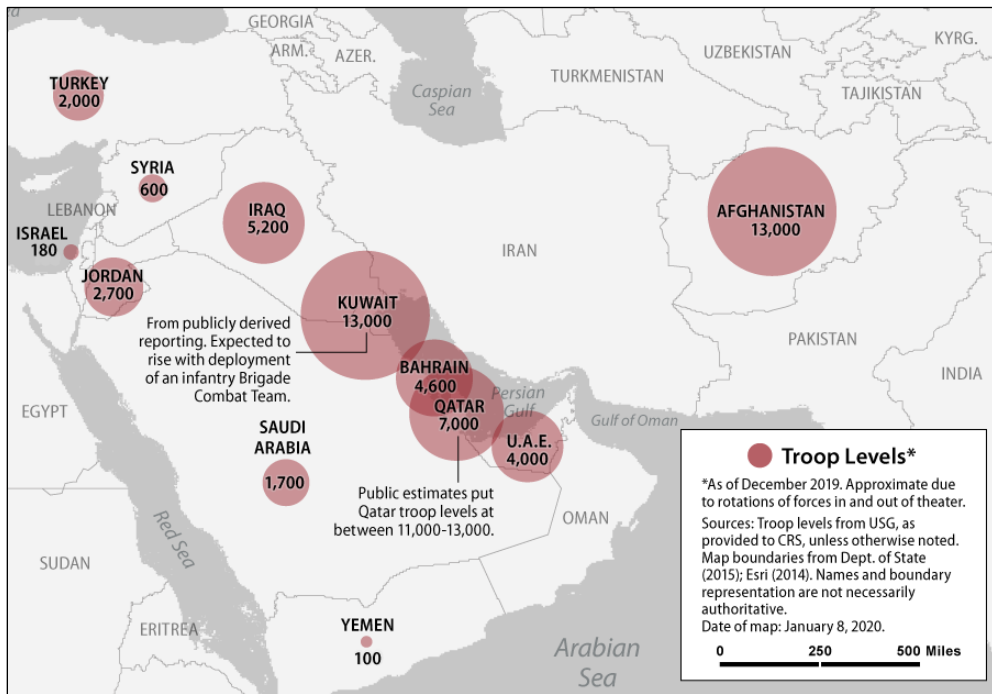 GEORGIA
ARM.
AZER.
Caspian
Sea
TURKMENISTAN
UZBEKISTAN
KYRG.
TAJIKISTAN
TURKEY
2,000
SYRIA
600
LEBANON
ISRAEL
180
JORDAN
2,700
IRAQ
5,200
IRAN
AFGHANISTAN
13,000
KUWAIT
13,000
From publicly derived
reporting. Expected to
rise with deployment
of an infantry Brigade
Combat Team.
PAKISTAN
INDIA
BAHRAIN
4,600
Persian
Gulf
QATAR
7,000
Gulf of Oman
U.A.E.
4,000
EGYPT
SAUDI
ARABIA
1,700
Public estimates put
Qatar troop levels at
between 11,000-13,000.
OMAN
Red Sea
SUDAN
ERITREA
YEMEN
100
Arabian
Sea
Troop Levels*
*As of December 2019. Approximate due
to rotations of forces in and out of theater.
Sources: Troop levels from USG, as
provided to CRS, unless otherwise noted.
Map boundaries from Dept. of State
(2015); Esri (2014). Names and boundary
representation are not necessarily
authoritative.
Date of map: January 8, 2020.
0 250 500 Miles